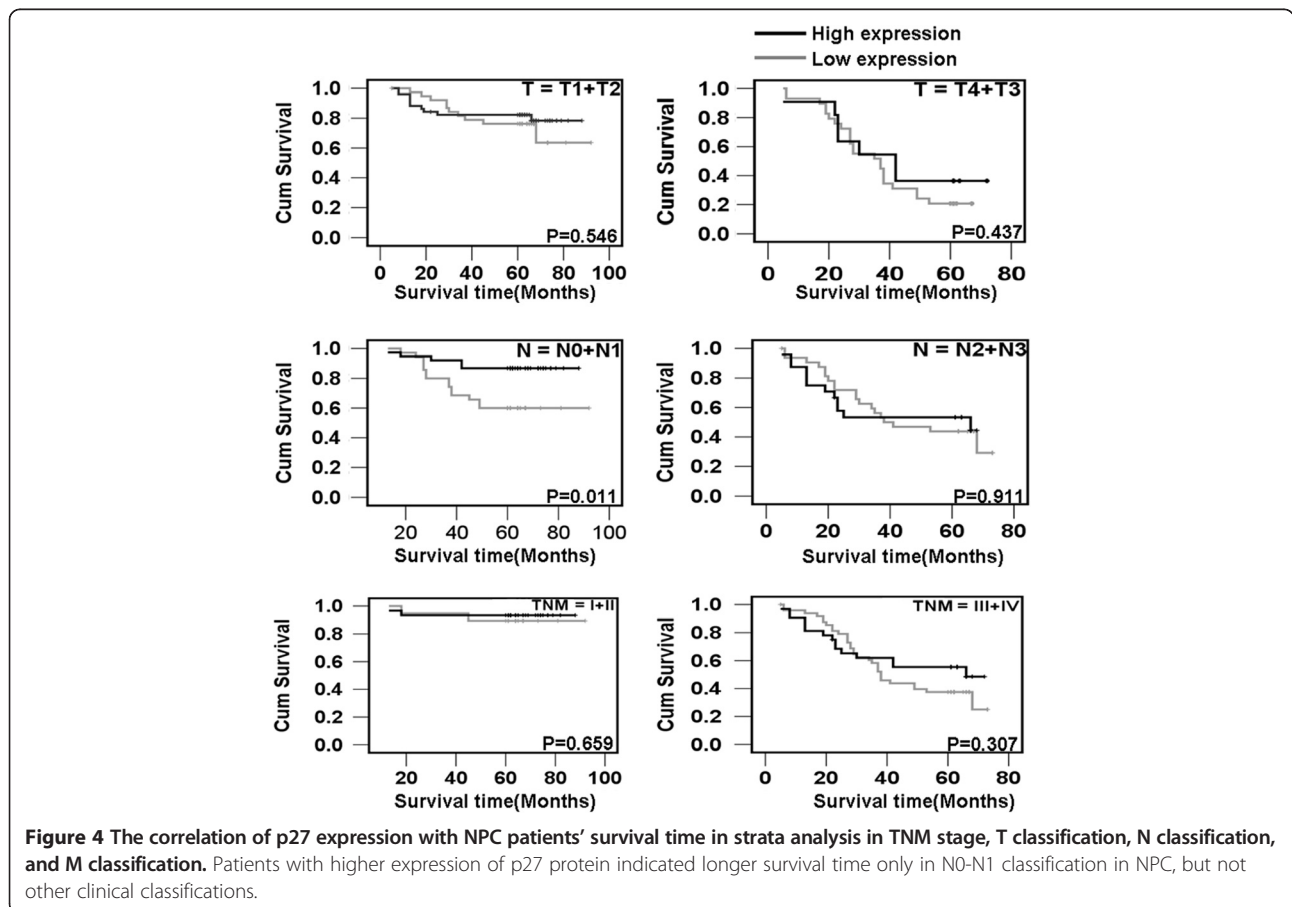 High expression
Low expression
T = T1+T2
Cum Survival
1.0
0.8
0.6
0.4
0.2
0.0
P=0.546
0 20 40 60 80 100
Survival time(Months)
T = T4+T3
Cum Survival
1.0
0.8
0.6
0.4
0.2
0.0
P=0.437
0 20 40 60 80
Survival time(Months)
N = N0+N1
Cum Survival
1.0
0.8
0.6
0.4
0.2
0.0
P=0.011
20 40 60 80 100
Survival time(Months)
N = N2+N3
Cum Survival
1.0
0.8
0.6
0.4
0.2
0.0
P=0.911
0 20 40 60 80
Survival time(Months)
TNM = I+II
Cum Survival
1.0
0.8
0.6
0.4
0.2
0.0
P=0.659
20 40 60 80 100
Survival time(Months)
TNM = III+IV
Cum Survival
1.0
0.8
0.6
0.4
0.2
0.0
P=0.307
0 20 40 60 80
Survival time(Months)
Figure 4 The correlation of p27 expression with NPC patients’ survival time in strata analysis in TNM stage, T classification, N classification,
and M classification. Patients with higher expression of p27 protein indicated longer survival time only in N0-N1 classification in NPC, but not
other clinical classifications.